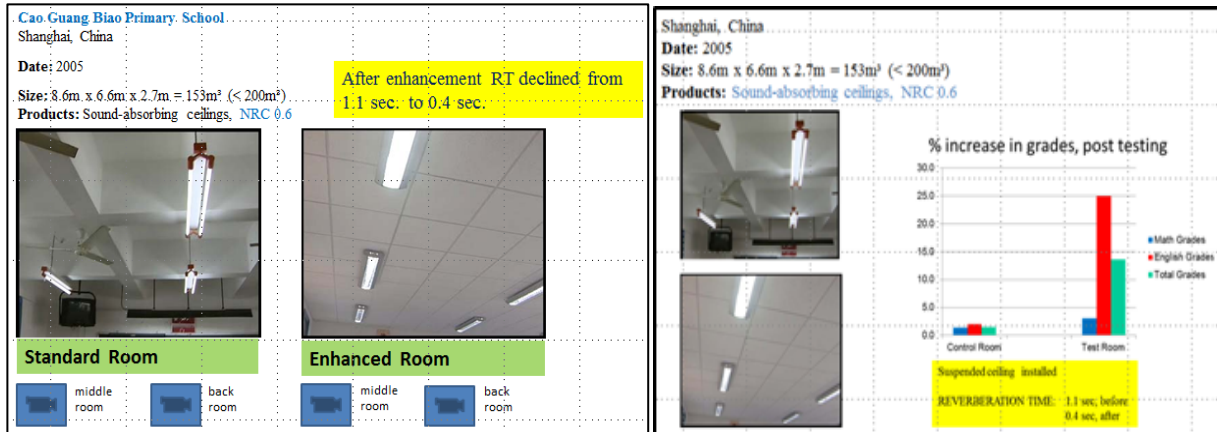 Cao Guang Biao Primary School
Shanghai, China
Date: 2005
Size: 8.6m x 6.6m x 2.7m = 153m³ (< 200m³)
Products: Sound-absorbing ceilings, NRC 0.6
After enhancement RT declined from
1.1 sec. to 0.4 sec.
Standard Room
Enhanced Room
middle
room
back
room
middle
room
back
room
Shanghai, China
Date: 2005
Size: 8.6m x 6.6m x 2.7m = 153m³ (< 200m³)
Products: Sound-absorbing ceilings, NRC 0.6
% increase in grades, post testing
30.0
25.0
20.0
15.0
10.0
5.0
0.0
Control Room
Test Room
Math Grades
English Grades
Total Grades
Suspended ceiling installed
REVERBERATION TIME: 1.1 sec, before
0.4 sec, after